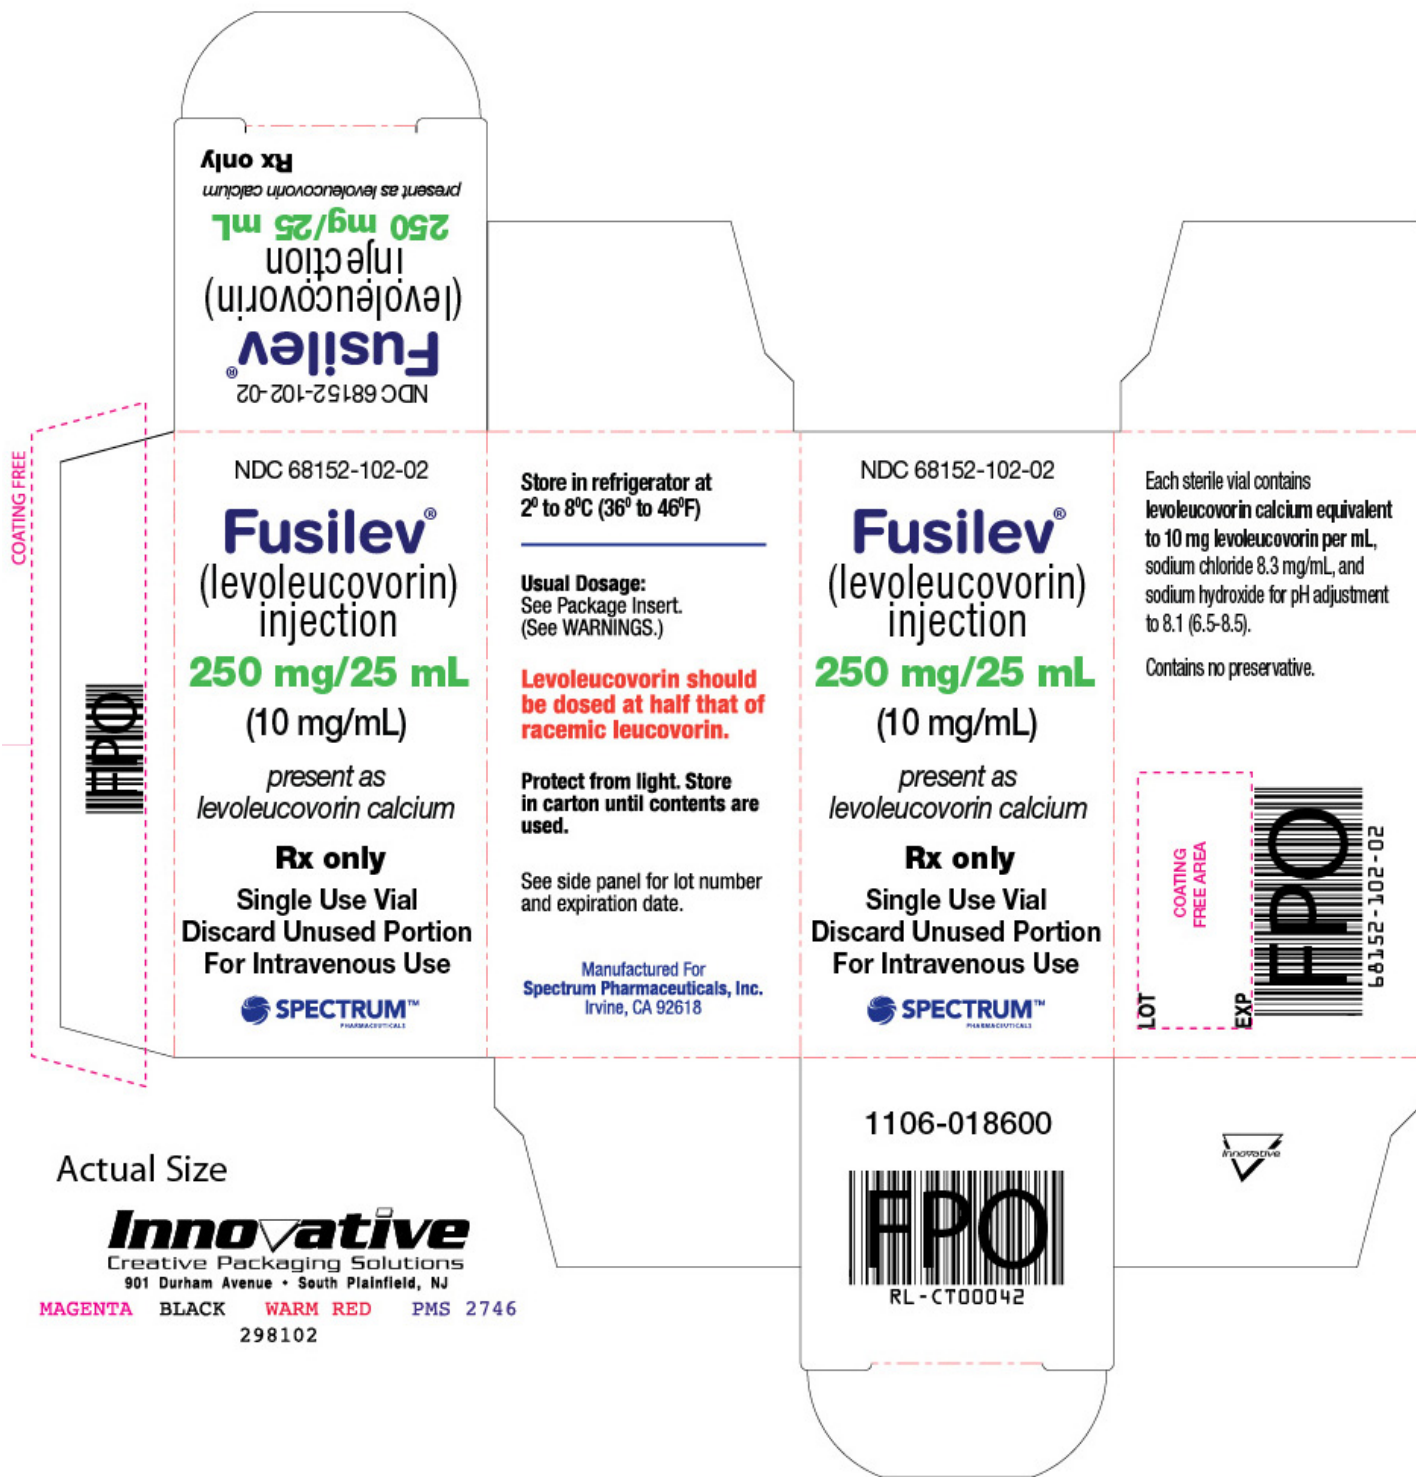 Rx only
present as levoleucovorin calcium
250 mg/25 mL
injection
(levoleucovorin)
Fusilev®
NDC 68152-102-02
COATING FREE
FPO
NDC 68152-102-02
Fusilev®
(levoleucovorin)
injection
250 mg/25 mL
(10 mg/mL)
present as
levoleucovorin calcium
Rx only
Single Use Vial
Discard Unused Portion
For Intravenous Use
SPECTRUM™
PHARMACEUTICALS
Store in refrigerator at
2⁰ to 8⁰C (36⁰ to 46⁰F)
Usual Dosage:
See Package Insert.
(See WARNINGS.)
Levoleucovorin should
be dosed at half that of
racemic leucovorin.
Protect from light. Store
in carton until contents are
used.
See side panel for lot number
and expiration date.
Manufactured For
Spectrum Pharmaceuticals, Inc.
Irvine, CA 92618
NDC 68152-102-02
Fusilev®
(levoleucovorin)
injection
250 mg/25 mL
(10 mg/mL)
present as
levoleucovorin calcium
Rx only
Single Use Vial
Discard Unused Portion
For Intravenous Use
SPECTRUM™
PHARMACEUTICALS
Each sterile vial contains
levoleucovorin calcium equivalent
to 10 mg levoleucovorin per mL,
sodium chloride 8.3 mg/mL, and
sodium hydroxide for pH adjustment
to 8.1 (6.5-8.5).
Contains no preservative.
LOT
COATING
FREE AREA
EXP
FPO
68152-102-02
1106-018600
FPO
RL-CT00042
Innovative
Actual Size
Innovative
Creative Packaging Solutions
901 Durham Avenue • South Plainfield, NJ
MAGENTA BLACK WARM RED PMS 2746
298102